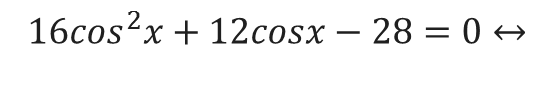 16cos²x + 12cosx − 28 = 0 ↔